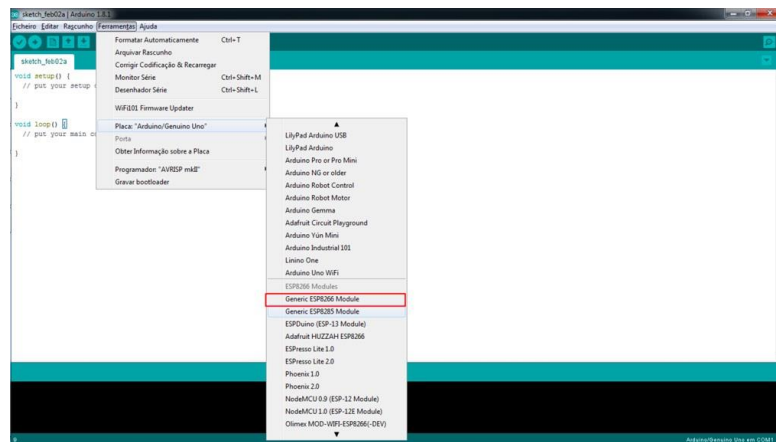 sketch_feb02a | Arduino 1.8.1
Ficheiro Editar Rascunho Ferramentas Ajuda
sketch_feb02a
void setup() {
// put your setup
}
void loop() {
// put your main
}
Formatar Automaticamente Ctrl+T
Arquivar Rascunho
Corrigir Codificação & Recarregar
Monitor Série Ctrl+Shift+M
Desenhador Série Ctrl+Shift+L
WiFi101 Firmware Updater
Placa: "Arduino/Genuino Uno"
Porta
Obter Informação sobre a Placa
Programador: "AVRISP mkII"
Gravar bootloader
LilyPad Arduino USB
LilyPad Arduino
Arduino Pro or Pro Mini
Arduino NG or older
Arduino Robot Control
Arduino Robot Motor
Arduino Gemma
Adafruit Circuit Playground
Arduino Yún Mini
Arduino Industrial 101
Linino One
Arduino Uno WiFi
ESP8266 Modules
Generic ESP8266 Module
Generic ESP8285 Module
ESPDuino (ESP-13 Module)
Adafruit HUZZAH ESP8266
ESPresso Lite 1.0
ESPresso Lite 2.0
Phoenix 1.0
Phoenix 2.0
NodeMCU 0.9 (ESP-12 Module)
NodeMCU 1.0 (ESP-12E Module)
Olimex MOD-WIFI-ESP8266(-DEV)
Arduino/Genuino Uno em COM1